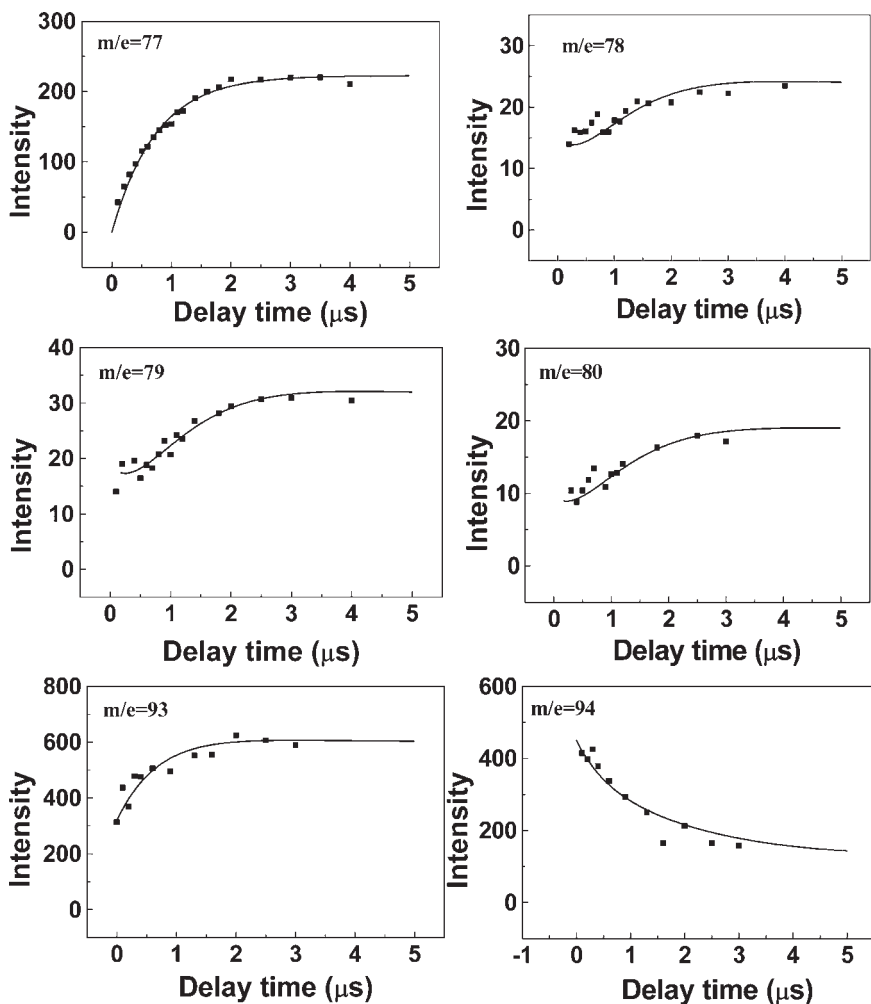 m/e=77
Intensity
300
200
100
0
0 1 2 3 4 5
Delay time (μs)
m/e=78
Intensity
30
20
10
0
0 1 2 3 4 5
Delay time (μs)
m/e=79
Intensity
40
30
20
10
0
0 1 2 3 4 5
Delay time (μs)
m/e=80
Intensity
30
20
10
0
0 1 2 3 4 5
Delay time (μs)
m/e=93
Intensity
800
600
400
200
0
0 1 2 3 4 5
Delay time (μs)
m/e=94
Intensity
600
400
200
0
-1 0 1 2 3 4 5
Delay time (μs)